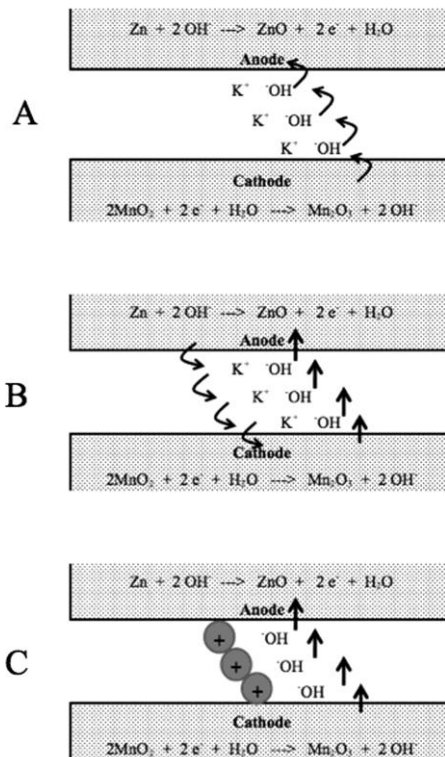 Zn + 2 OH⁻ ---> ZnO + 2 e⁻ + H₂O
Anode
K⁺ ⁻OH
A
K⁺ ⁻OH
K⁺ ⁻OH
Cathode
2MnO₂ + 2 e⁻ + H₂O ---> Mn₂O₃ + 2 OH⁻
Zn + 2 OH⁻ ---> ZnO + 2 e⁻ + H₂O
Anode
K⁺ ⁻OH
B
K⁺ ⁻OH
K⁺ ⁻OH
Cathode
2MnO₂ + 2 e⁻ + H₂O ---> Mn₂O₃ + 2 OH⁻
Zn + 2 OH⁻ ---> ZnO + 2 e⁻ + H₂O
Anode
+ ⁻OH
C
+ ⁻OH
+ ⁻OH
Cathode
2MnO₂ + 2 e⁻ + H₂O ---> Mn₂O₃ + 2 OH⁻